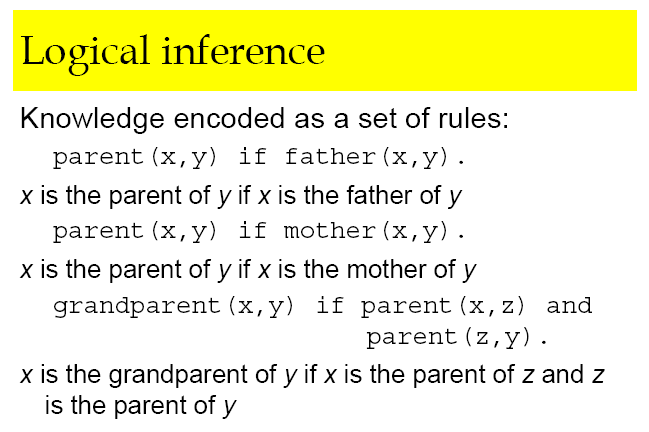 Logical inference
Knowledge encoded as a set of rules:
parent(x,y) if father(x,y).
x is the parent of y if x is the father of y
parent(x,y) if mother(x,y).
x is the parent of y if x is the mother of y
grandparent(x,y) if parent(x,z) and
parent(z,y).
x is the grandparent of y if x is the parent of z and z
is the parent of y